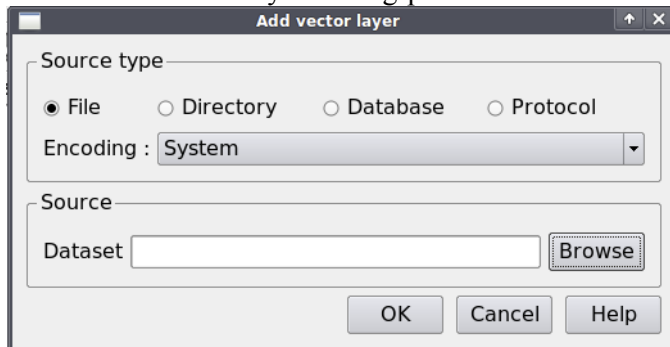 Add vector layer
Source type
File Directory Database Protocol
Encoding : System
Source
Dataset Browse
OK Cancel Help